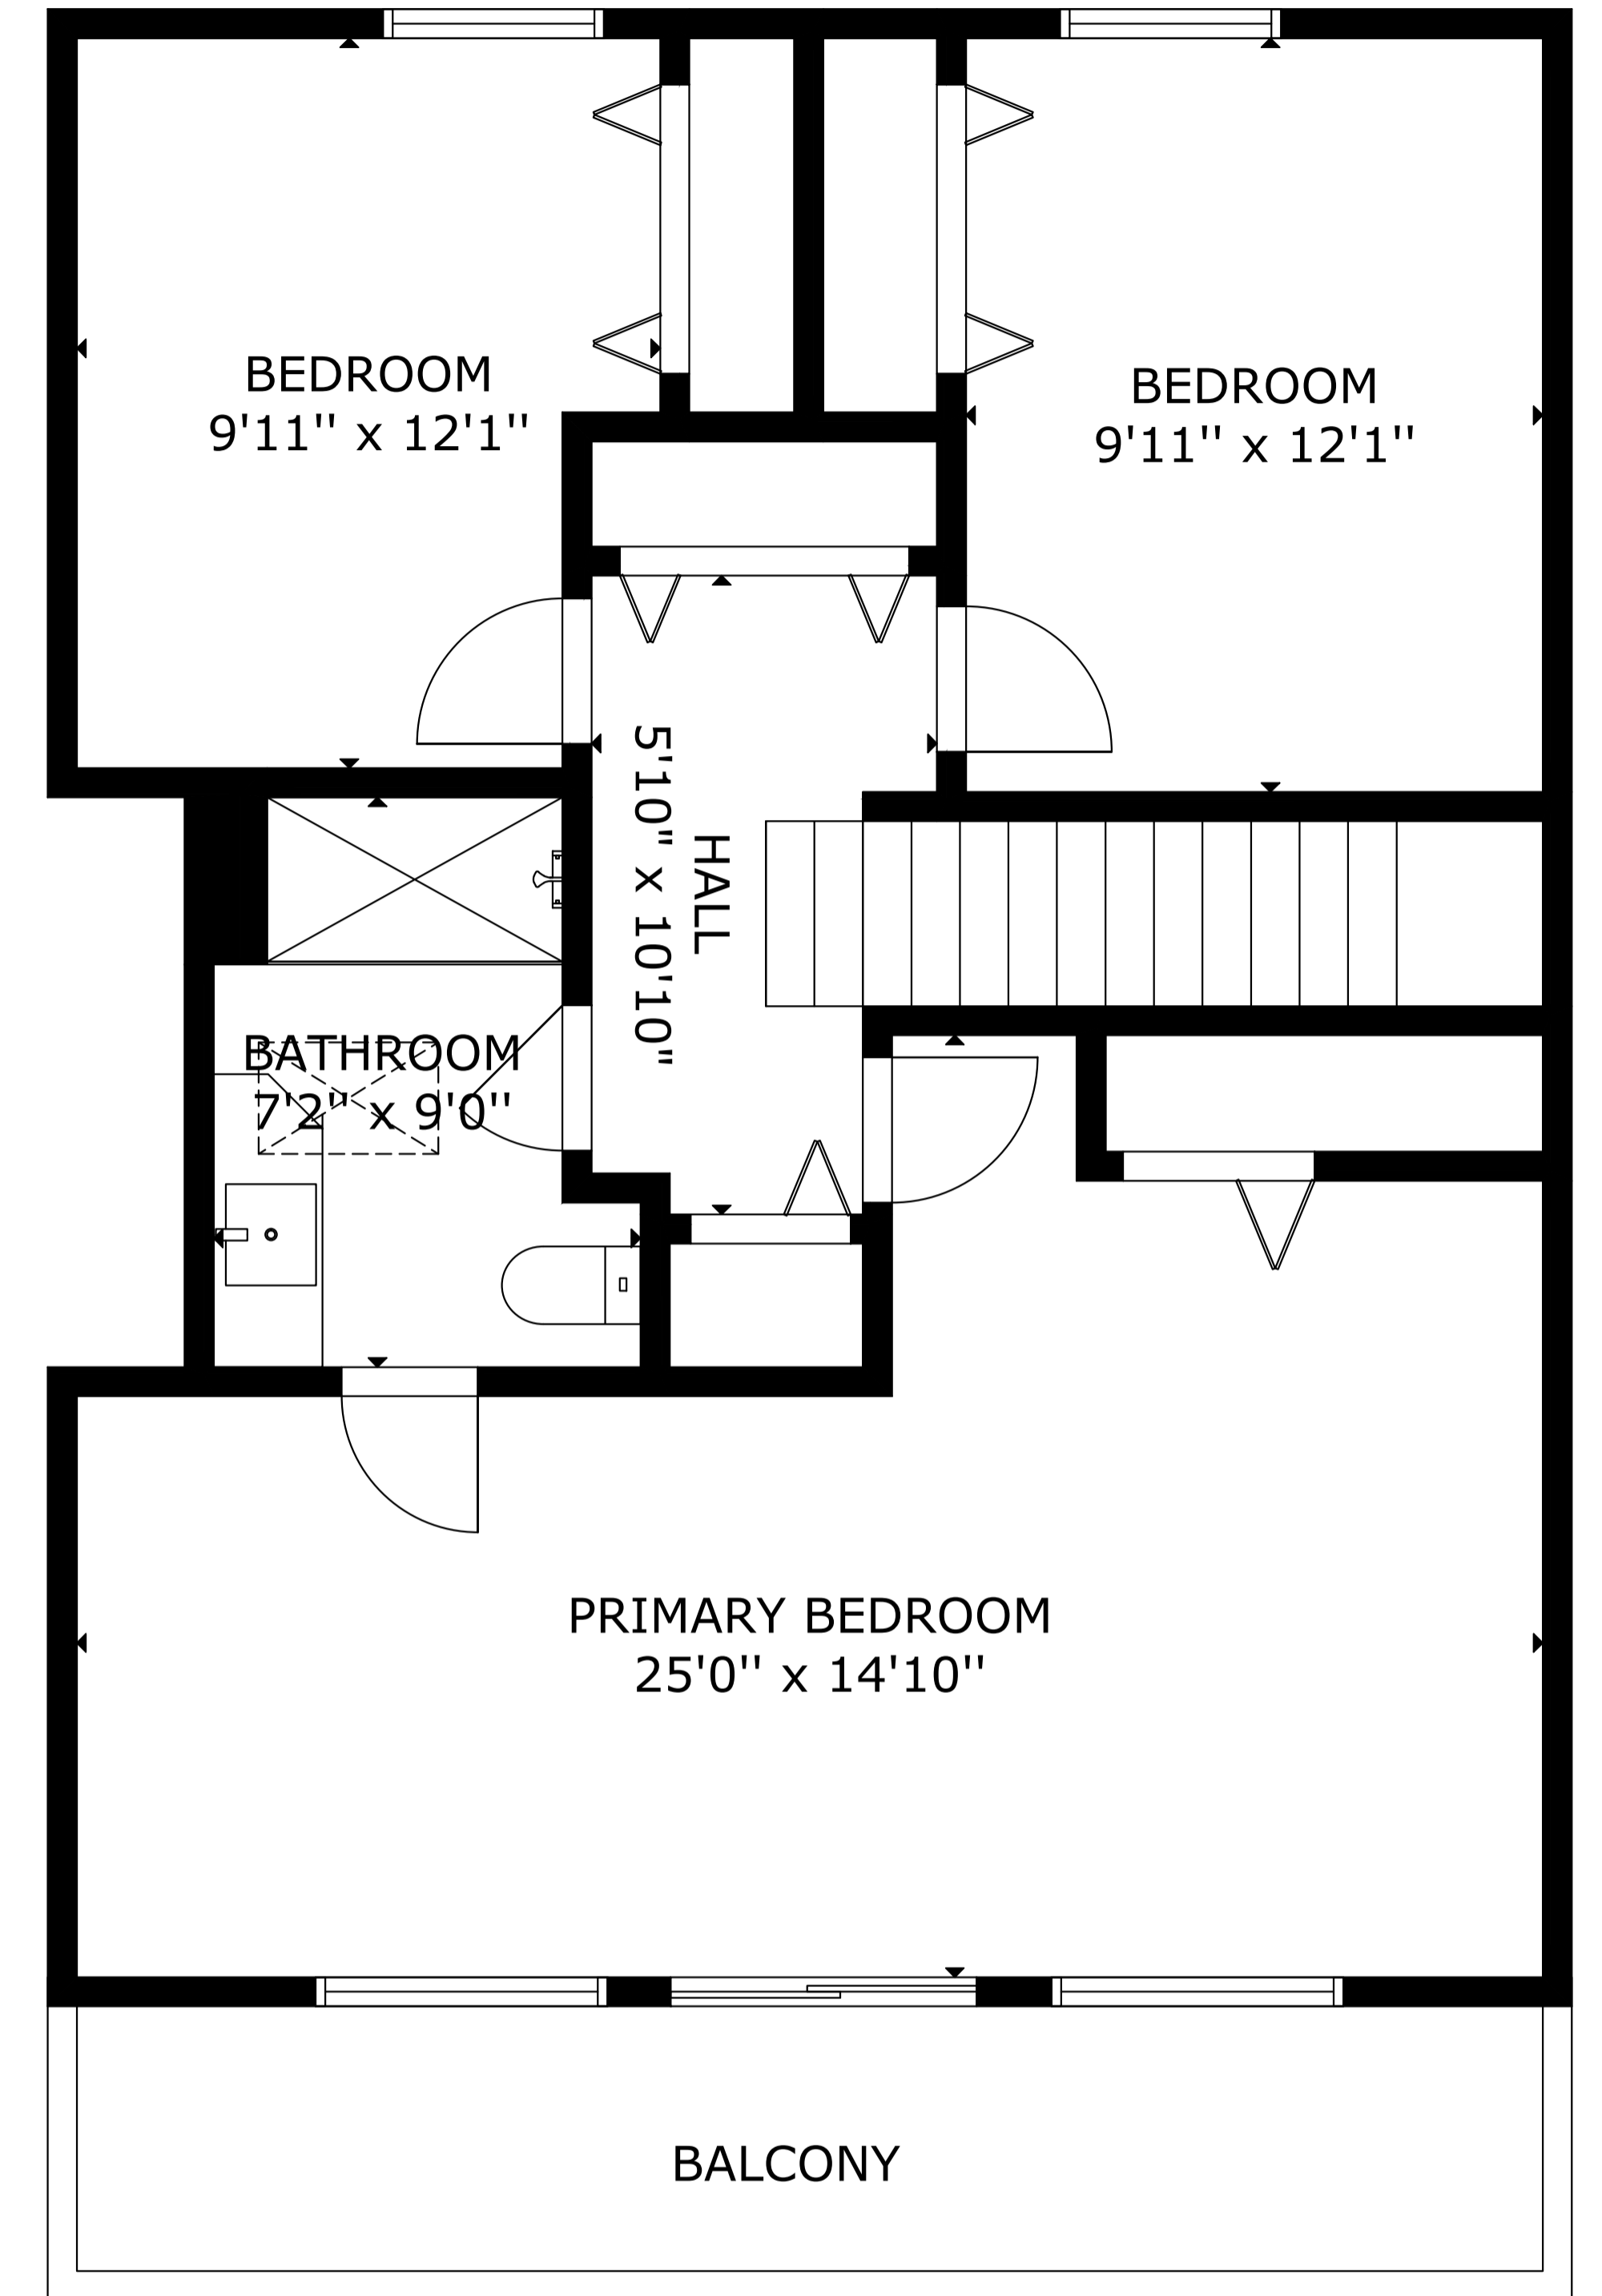 BEDROOM
9'11'' x 12'1''
BEDROOM
9'11'' x 12'1''
HALL
5'10'' x 10'10''
BATHROOM
7'2'' x 9'0''
PRIMARY BEDROOM
25'0'' x 14'10''
BALCONY